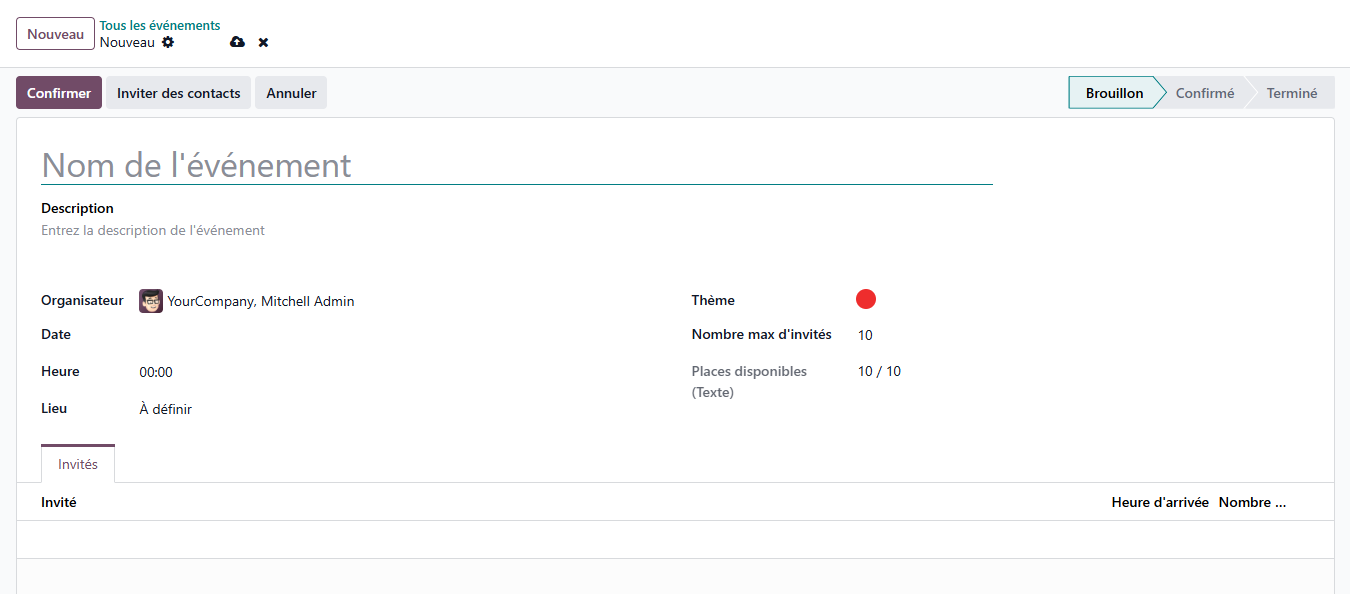 Nouveau
Tous les événements
Nouveau
Confirmer
Inviter des contacts
Annuler
Brouillon
Confirmé
Terminé
Nom de l'événement
Description
Entrez la description de l'événement
Organisateur
YourCompany, Mitchell Admin
Thème
Date
Nombre max d'invités
10
Heure
00:00
Places disponibles
(Texte)
10 / 10
Lieu
À définir
Invités
Invité
Heure d'arrivée
Nombre ...